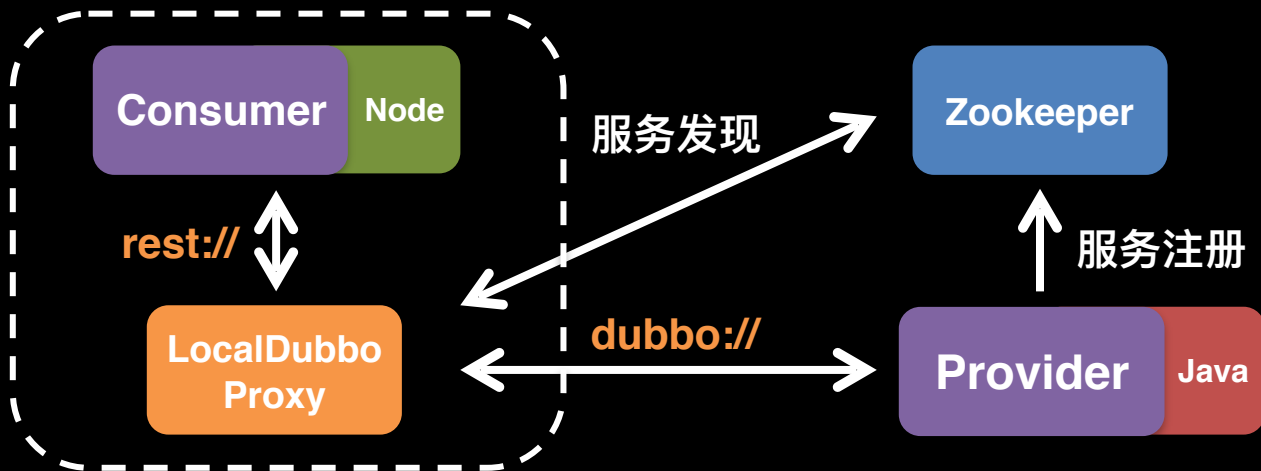 Consumer
Node
服务发现
Zookeeper
rest://
服务注册
LocalDubbo
Proxy
dubbo://
Provider
Java